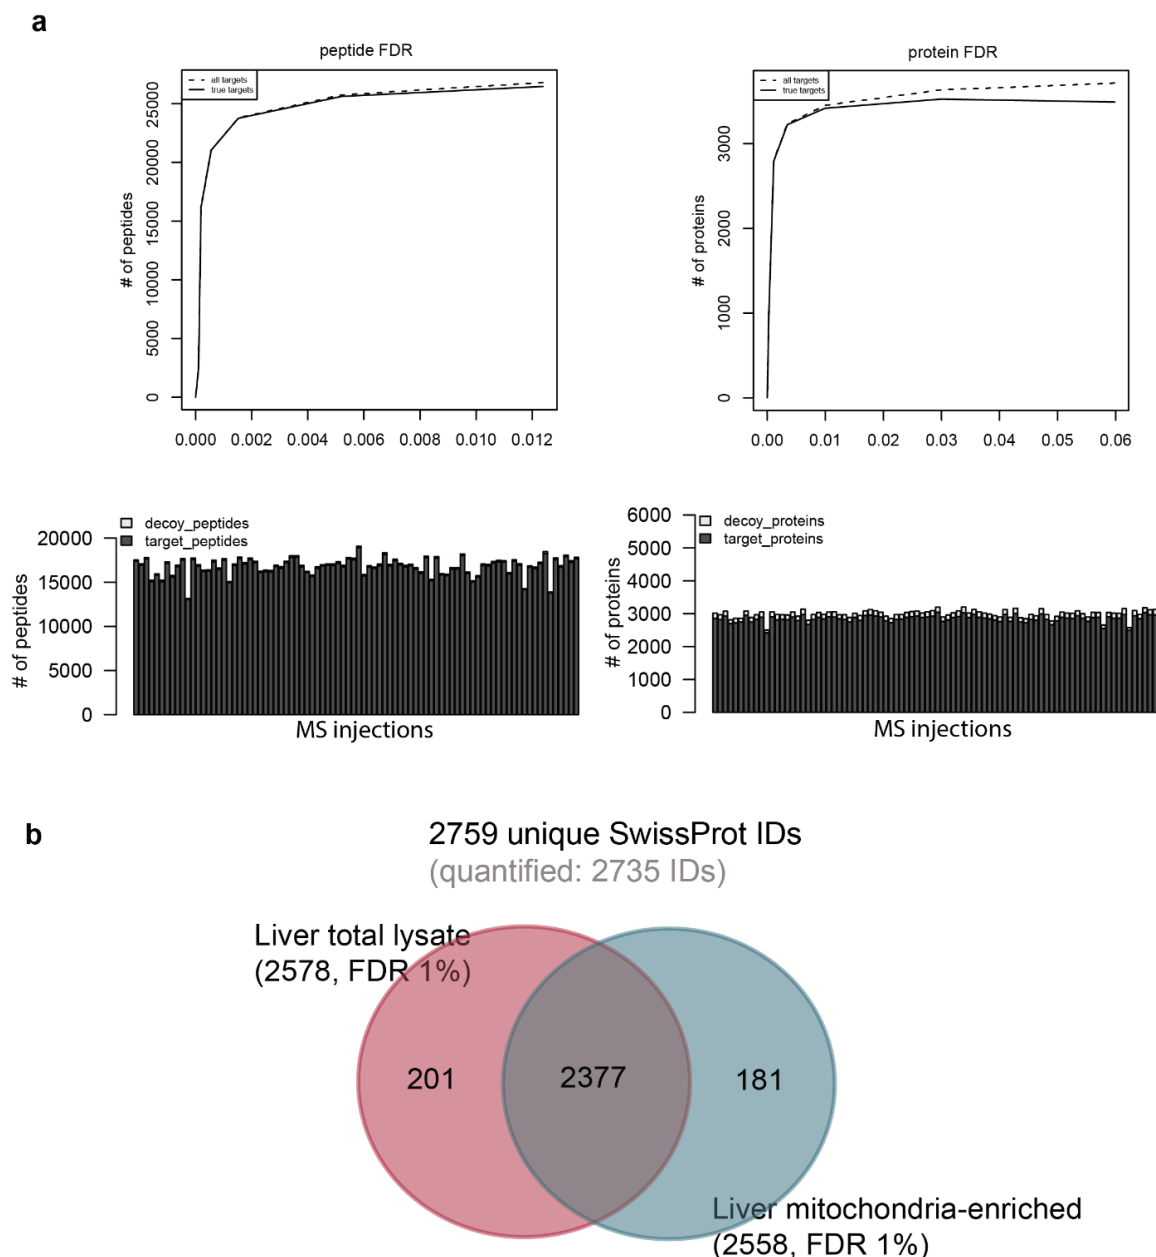 a
peptide FDR
all targets
true targets
# of peptides
0
5000
10000
15000
20000
25000
0.000 0.002 0.004 0.006 0.008 0.010 0.012
protein FDR
all targets
true targets
# of proteins
0
1000
2000
3000
0.00 0.01 0.02 0.03 0.04 0.05 0.06
decoy_peptides
target_peptides
# of peptides
20000
15000
10000
5000
0
MS injections
decoy_proteins
target_proteins
# of proteins
6000
5000
4000
3000
2000
1000
0
MS injections
b
2759 unique SwissProt IDs
(quantified: 2735 IDs)
Liver total lysate
(2578, FDR 1%)
201
2377
181
Liver mitochondria-enriched
(2558, FDR 1%)